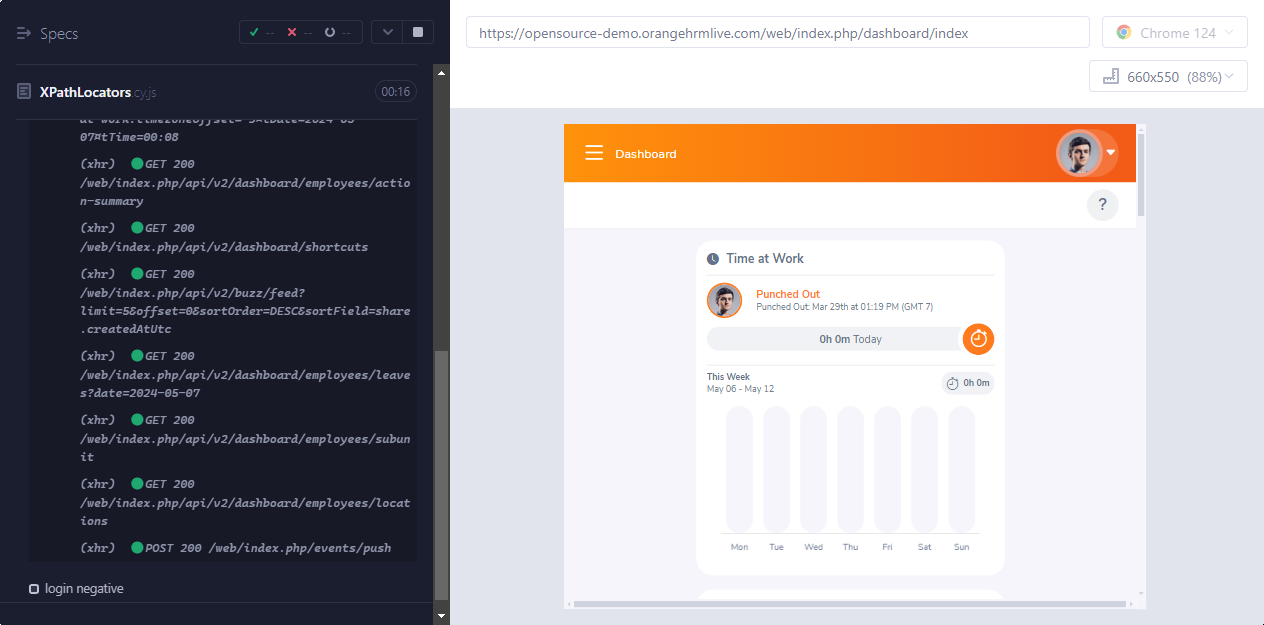 Specs
--
--
--
XPathLocators.cy.js
00:16
at-work?timezoneOffset=-5&tDate=2024-05-
07&tTime=00:08
(xhr) GET 200
/web/index.php/api/v2/dashboard/employees/actio
n-summary
(xhr) GET 200
/web/index.php/api/v2/dashboard/shortcuts
(xhr) GET 200
/web/index.php/api/v2/buzz/feed?
limit=5&offset=0&sortOrder=DESC&sortField=share
.createdAtUtc
(xhr) GET 200
/web/index.php/api/v2/dashboard/employees/leave
s?date=2024-05-07
(xhr) GET 200
/web/index.php/api/v2/dashboard/employees/subun
it
(xhr) GET 200
/web/index.php/api/v2/dashboard/employees/locat
ions
(xhr) POST 200 /web/index.php/events/push
login negative
https://opensource-demo.orangehrmlive.com/web/index.php/dashboard/index
Chrome 124
660x550 (88%)
Dashboard
?
Time at Work
Punched Out
Punched Out: Mar 29th at 01:19 PM (GMT 7)
0h 0m Today
This Week
May 06 - May 12
0h 0m
Mon Tue Wed Thu Fri Sat Sun